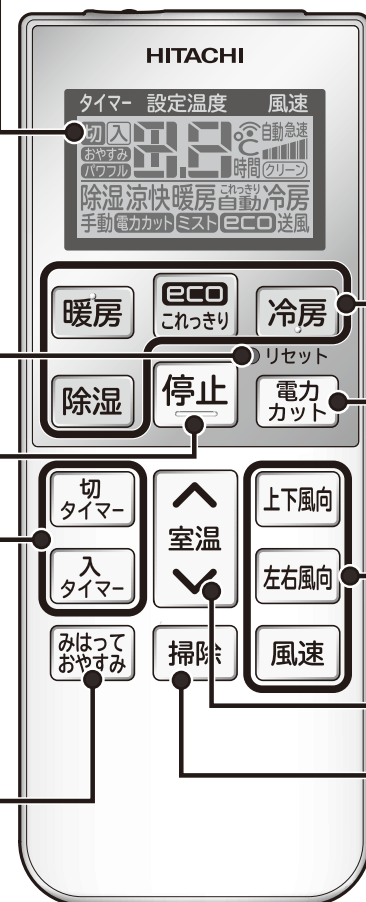 HITACHI
タイマー 設定温度 風速
切 入 自動 急速
おやすみ ℃
パワフル 時間 クリーン
除湿 涼快 暖房 これっきり自動 冷房
手動 電力カット ミスト eco 送風
暖房
eco
これっきり
冷房
リセット
除湿
停止
電力
カット
切
タイマー
室温
上下風向
入
タイマー
左右風向
みはって
おやすみ
掃除
風速